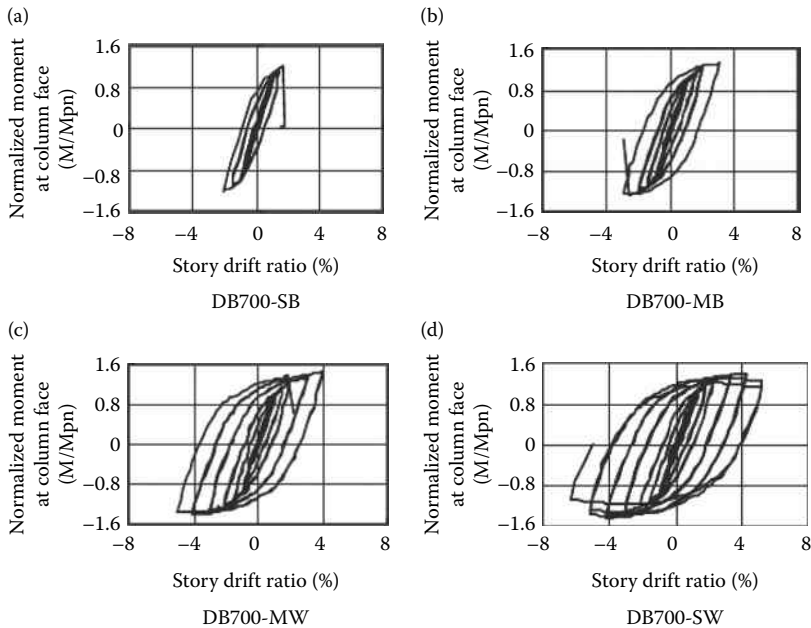 (a)
Normalized moment
at column face
(M/Mpn)
1.6
0.8
0
−0.8
−1.6
−8
−4
0
4
8
Story drift ratio (%)
DB700-SB
(b)
Normalized moment
at column face
(M/Mpn)
1.6
0.8
0
−0.8
−1.6
−8
−4
0
4
8
Story drift ratio (%)
DB700-MB
(c)
Normalized moment
at column face
(M/Mpn)
1.6
0.8
0
−0.8
−1.6
−8
−4
0
4
8
Story drift ratio (%)
DB700-MW
(d)
Normalized moment
at column face
(M/Mpn)
1.6
0.8
0
−0.8
−1.6
−8
−4
0
4
8
Story drift ratio (%)
DB700-SW